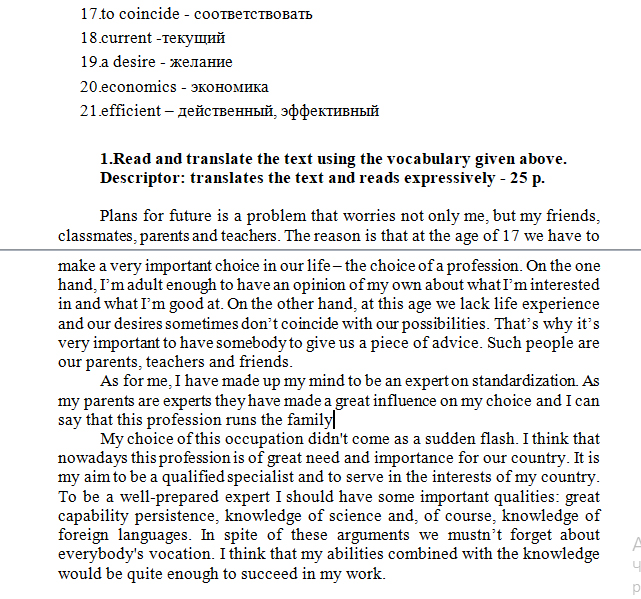 17.to coincide - соответствовать
18.current -текущий
19.a desire - желание
20.economics - экономика
21.efficient – действенный, эффективный
1.Read and translate the text using the vocabulary given above.
Descriptor: translates the text and reads expressively - 25 p.
Plans for future is a problem that worries not only me, but my friends,
classmates, parents and teachers. The reason is that at the age of 17 we have to
make a very important choice in our life – the choice of a profession. On the one
hand, I’m adult enough to have an opinion of my own about what I’m interested
in and what I’m good at. On the other hand, at this age we lack life experience
and our desires sometimes don’t coincide with our possibilities. That’s why it’s
very important to have somebody to give us a piece of advice. Such people are
our parents, teachers and friends.
As for me, I have made up my mind to be an expert on standardization. As
my parents are experts they have made a great influence on my choice and I can
say that this profession runs the family
My choice of this occupation didn't come as a sudden flash. I think that
nowadays this profession is of great need and importance for our country. It is
my aim to be a qualified specialist and to serve in the interests of my country.
To be a well-prepared expert I should have some important qualities: great
capability persistence, knowledge of science and, of course, knowledge of
foreign languages. In spite of these arguments we mustn’t forget about
everybody's vocation. I think that my abilities combined with the knowledge
would be quite enough to succeed in my work.